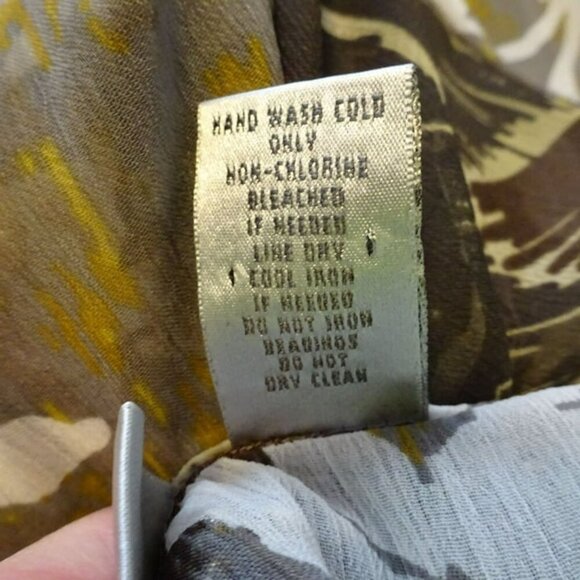 HAND WASH COLD
ONLY
NON-CHLORINE
BLEACHED
IF NEEDED
LINE DRY
COOL IRON
IF NEEDED
DO NOT IRON
BEADINGS
DO NOT
DRY CLEAN